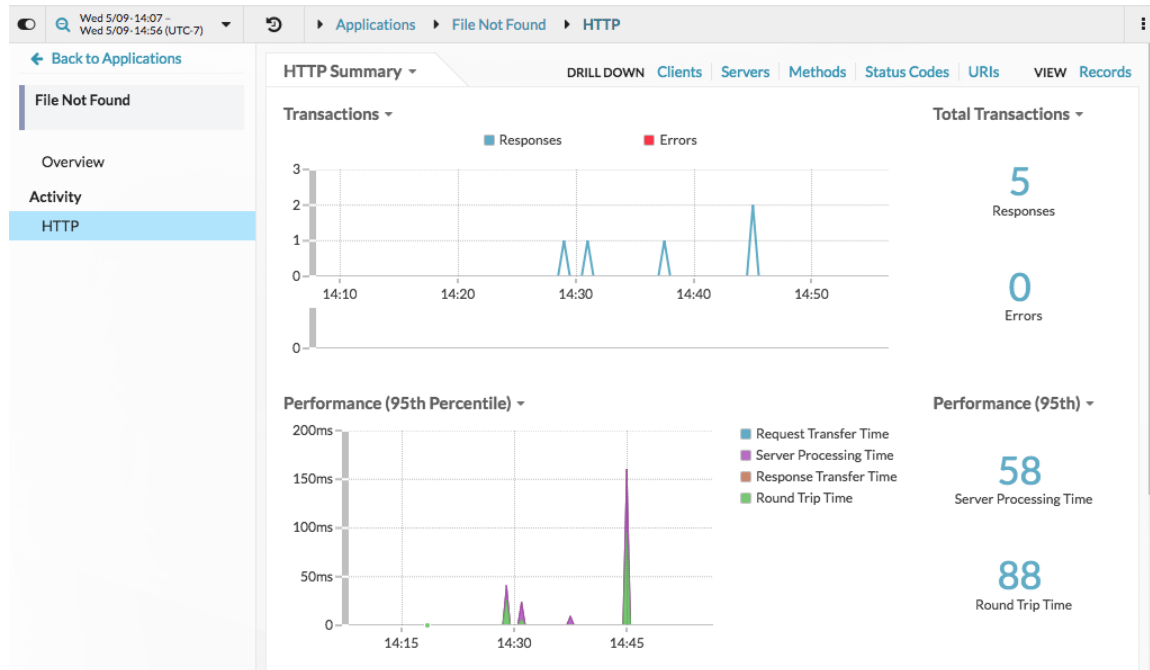 Wed 5/09-14:07 –
Wed 5/09-14:56 (UTC-7)
Applications
File Not Found
HTTP
Back to Applications
File Not Found
Overview
Activity
HTTP
HTTP Summary
DRILL DOWN Clients Servers Methods Status Codes URIs VIEW Records
Transactions
Responses Errors
3
2
1
0
14:10 14:20 14:30 14:40 14:50
0
Total Transactions
5
Responses
0
Errors
Performance (95th Percentile)
200ms
150ms
100ms
50ms
0
14:15 14:30 14:45
Request Transfer Time
Server Processing Time
Response Transfer Time
Round Trip Time
Performance (95th)
58
Server Processing Time
88
Round Trip Time